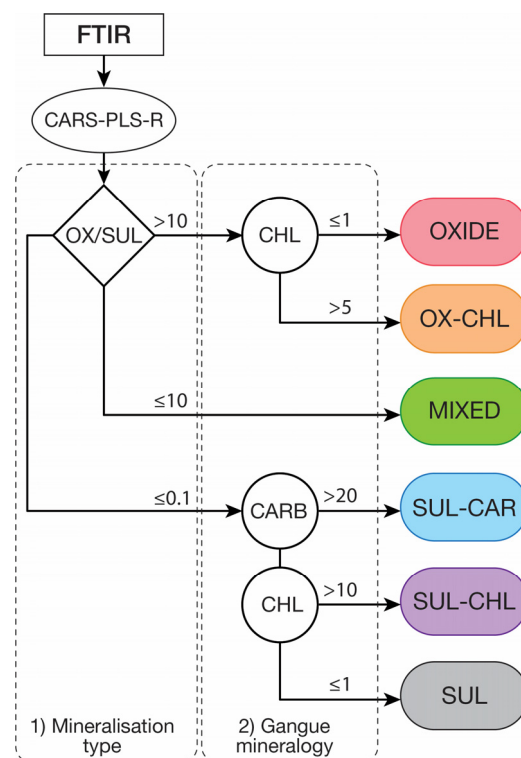 FTIR
CARS-PLS-R
OX/SUL
>10
CHL
≤1
OXIDE
>5
OX-CHL
≤10
MIXED
≤0.1
CARB
>20
SUL-CAR
CHL
>10
SUL-CHL
≤1
SUL
1) Mineralisation
type
2) Gangue
mineralogy